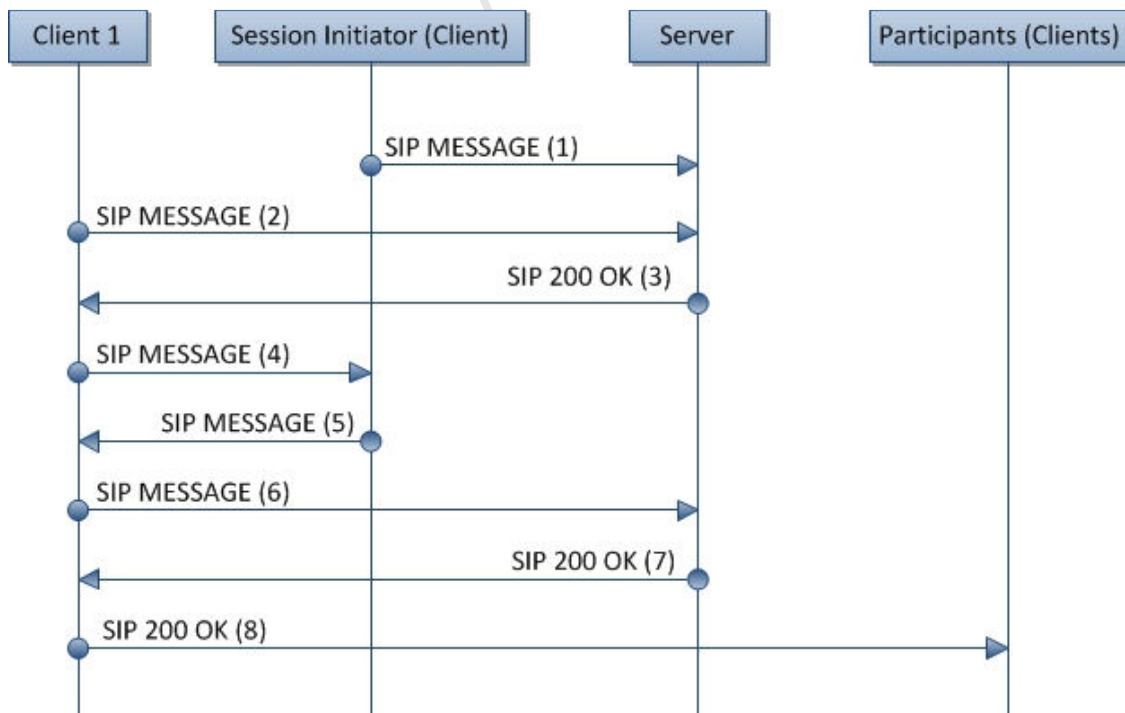 Client 1
Session Initiator (Client)
Server
Participants (Clients)
SIP MESSAGE (1)
SIP MESSAGE (2)
SIP 200 OK (3)
SIP MESSAGE (4)
SIP MESSAGE (5)
SIP MESSAGE (6)
SIP 200 OK (7)
SIP 200 OK (8)